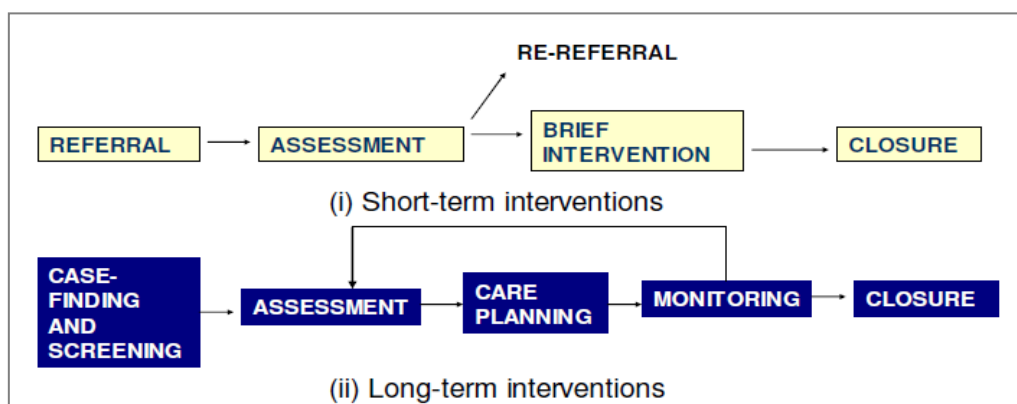 RE-REFERRAL
REFERRAL
ASSESSMENT
BRIEF
INTERVENTION
CLOSURE
(i) Short-term interventions
CASE-
FINDING
AND
SCREENING
ASSESSMENT
CARE
PLANNING
MONITORING
CLOSURE
(ii) Long-term interventions